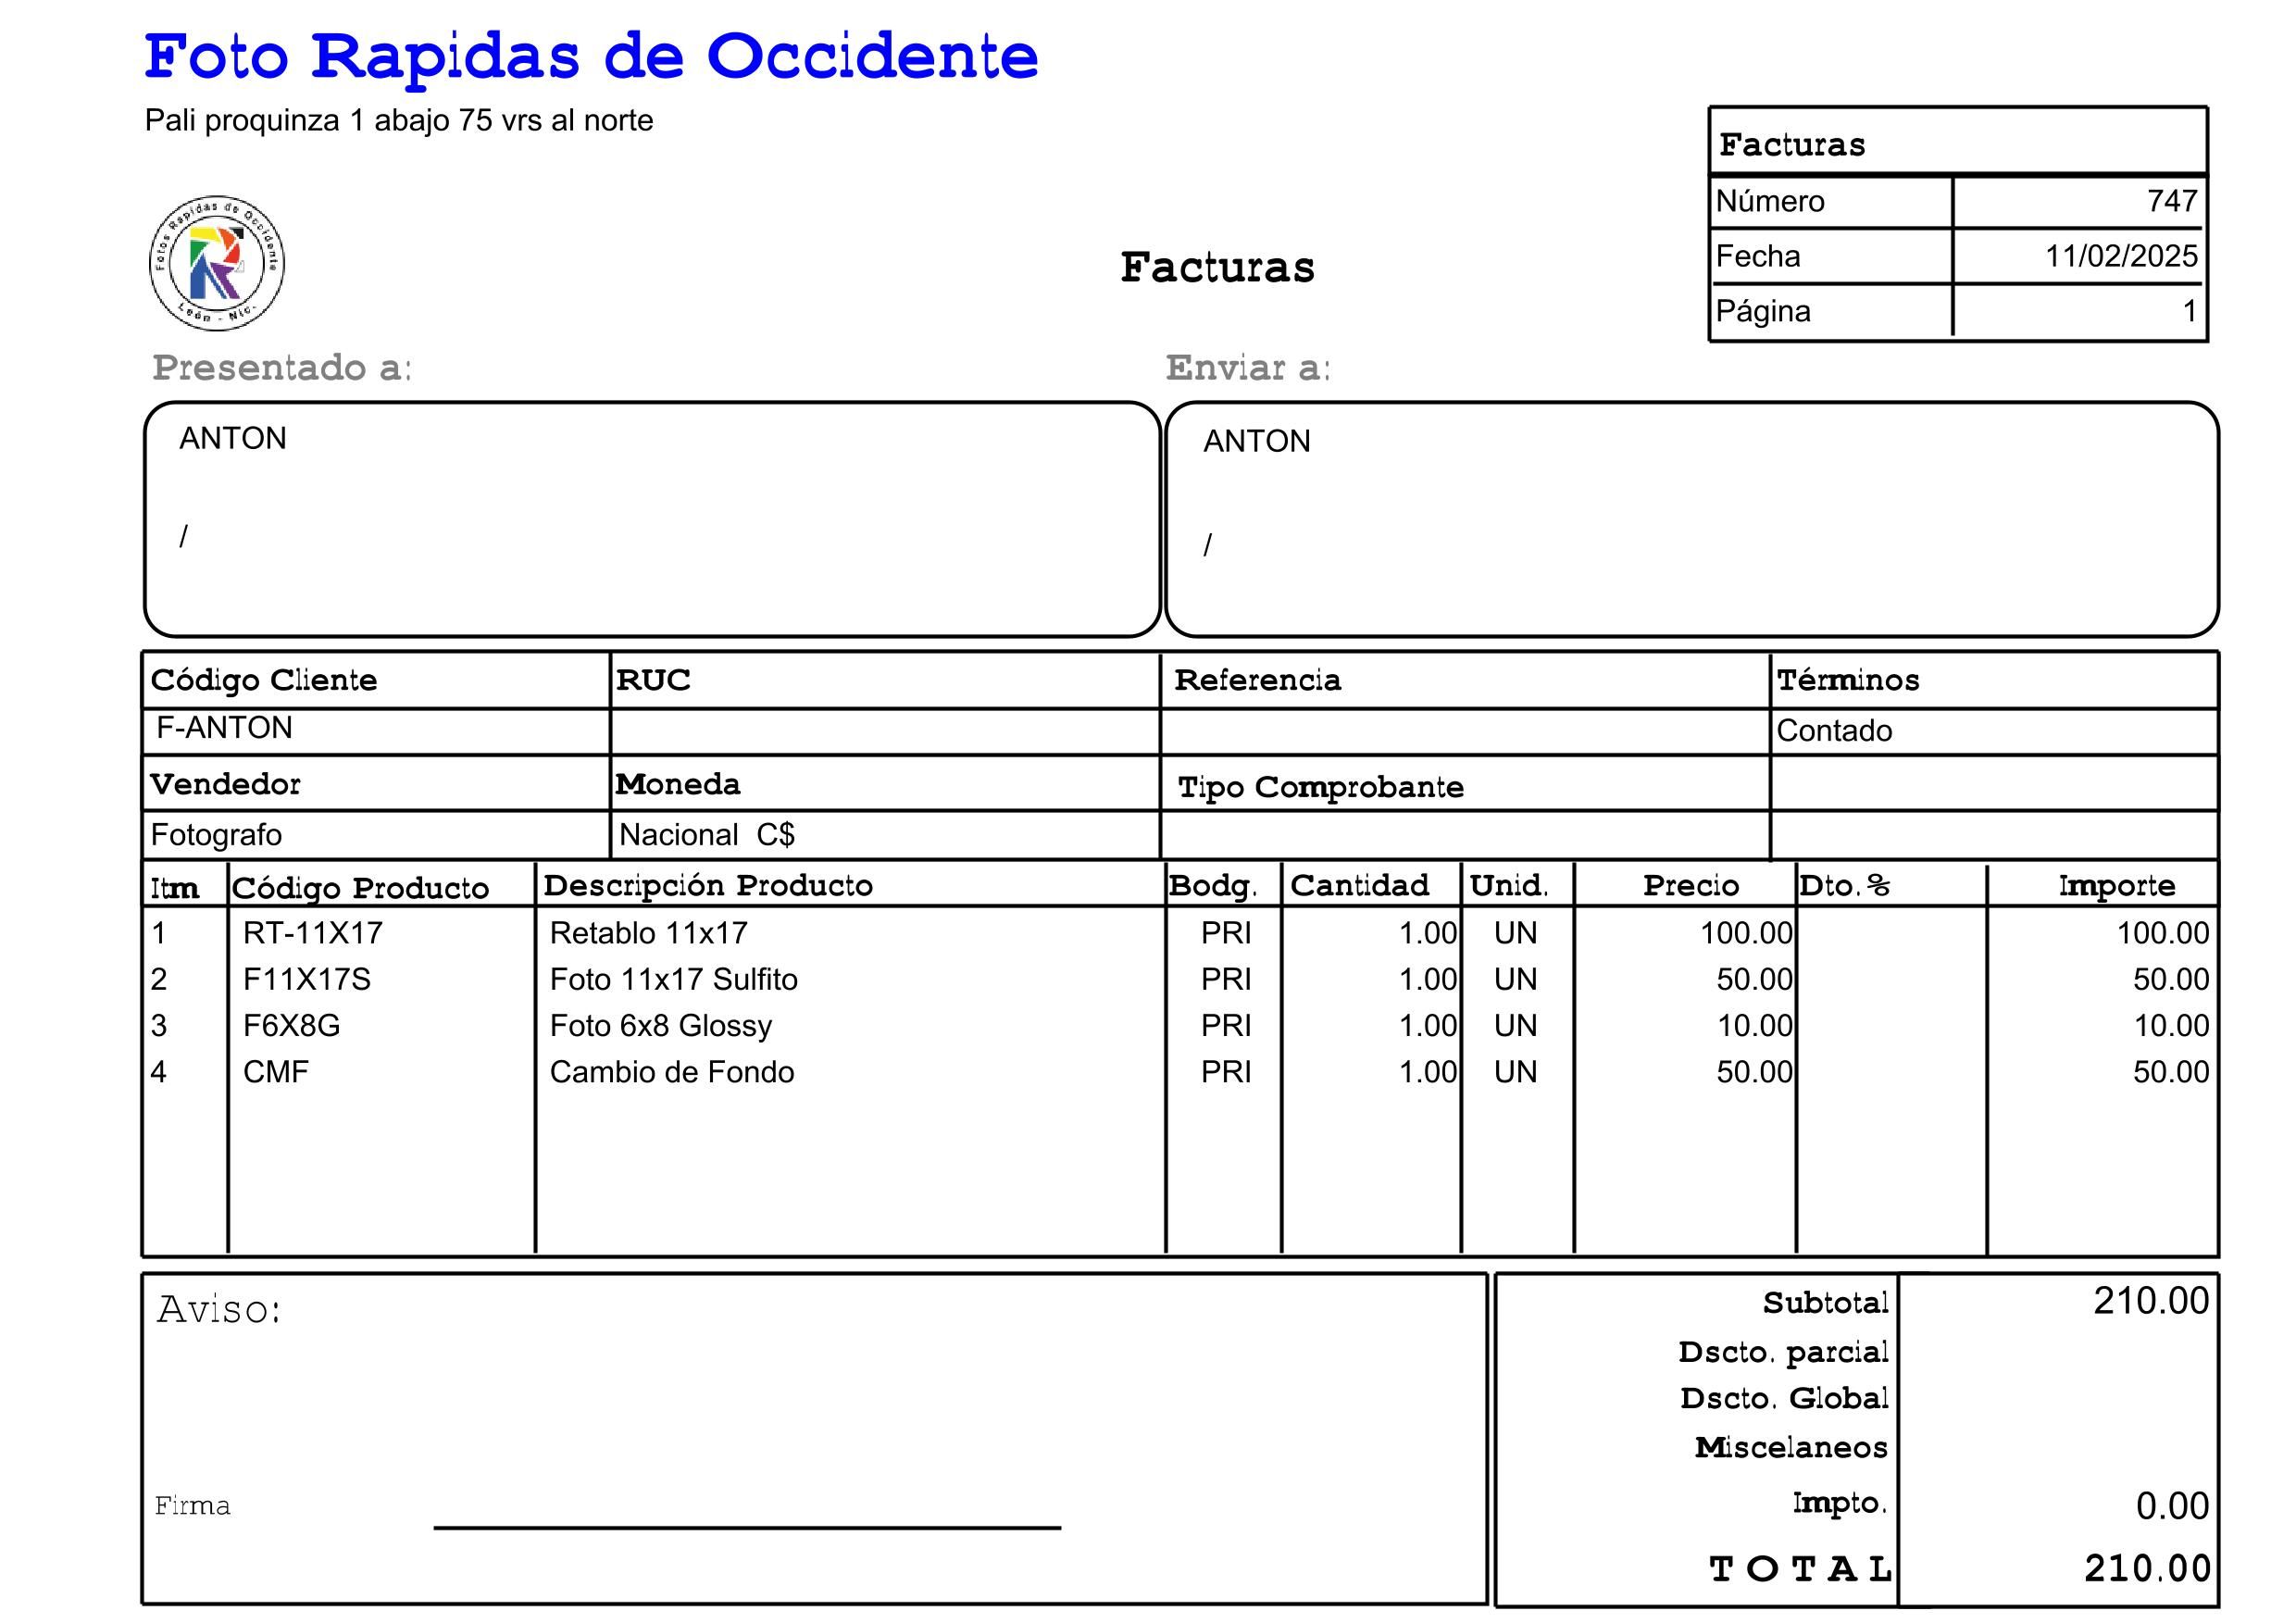 Foto Rapidas de Occidente
Pali proquinza 1 abajo 75 vrs al norte
Facturas
Número 747
Fecha 11/02/2025
Página 1
Fotos Rapidas de Occidente
León - Nic.
Facturas
Presentado a: Enviar a:
ANTON ANTON
/ /
Código Cliente RUC Referencia Términos
F-ANTON Contado
Vendedor Moneda Tipo Comprobante
Fotografo Nacional C$
Itm Código Producto Descripción Producto Bodg. Cantidad Unid. Precio Dto.% Importe
1 RT-11X17 Retablo 11x17 PRI 1.00 UN 100.00 100.00
2 F11X17S Foto 11x17 Sulfito PRI 1.00 UN 50.00 50.00
3 F6X8G Foto 6x8 Glossy PRI 1.00 UN 10.00 10.00
4 CMF Cambio de Fondo PRI 1.00 UN 50.00 50.00
Aviso:
Subtotal 210.00
Dscto. parcial
Dscto. Global
Miscelaneos
Firma
Impto. 0.00
TOTAL 210.00